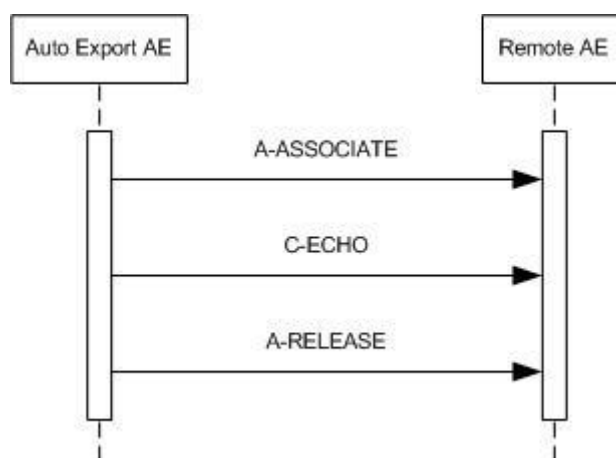 Auto Export AE
Remote AE
A-ASSOCIATE
C-ECHO
A-RELEASE